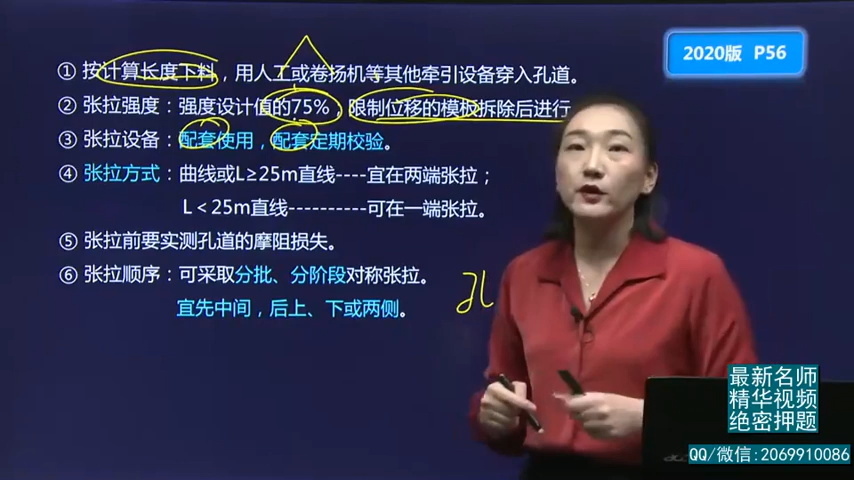 2020版 P56
① 按计算长度下料，用人工或卷扬机等其他牵引设备穿入孔道。
② 张拉强度：强度设计值的75%，限制位移的模板拆除后进行
③ 张拉设备：配套使用，配套定期校验。
④ 张拉方式：曲线或L≥25m直线----宜在两端张拉；
L＜25m直线----------可在一端张拉。
⑤ 张拉前要实测孔道的摩阻损失。
⑥ 张拉顺序：可采取分批、分阶段对称张拉。
宜先中间，后上、下或两侧。
孔
最新名师
精华视频
绝密押题
QQ/微信:2069910086